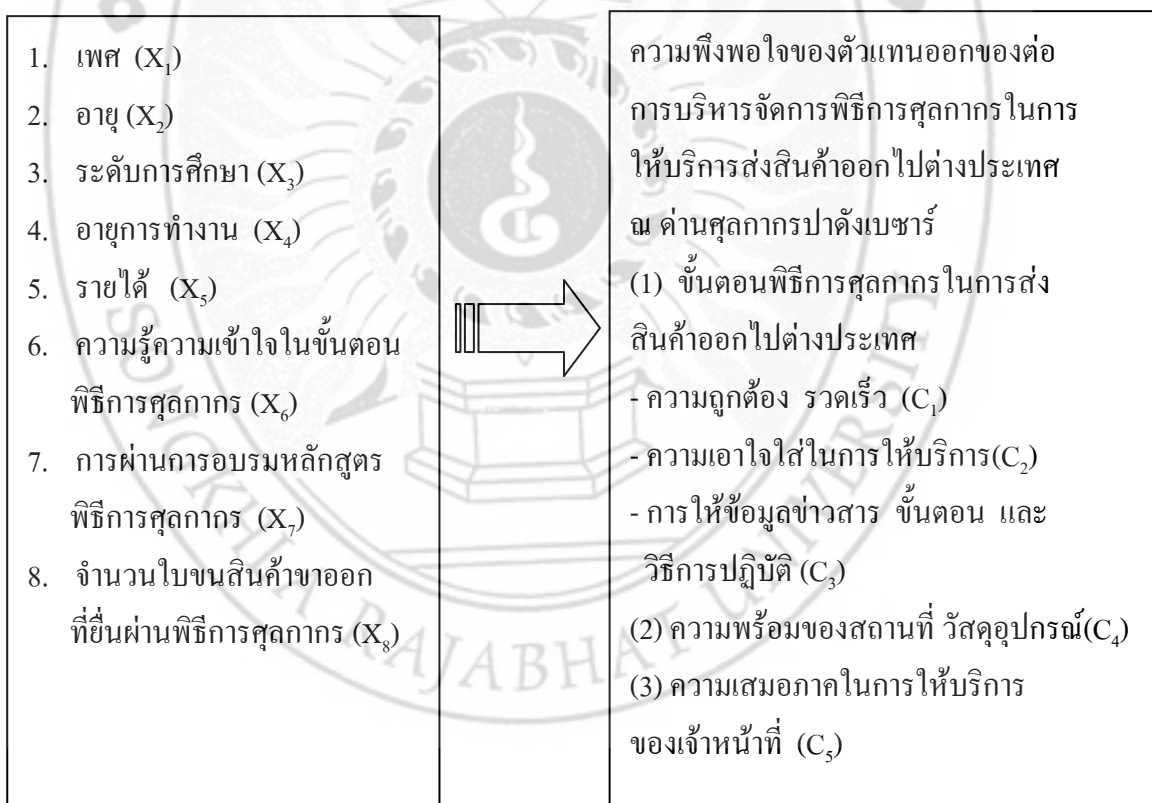 1. เพศ (X₁)
2. อายุ (X₂)
3. ระดับการศึกษา (X₃)
4. อายุการทำงาน (X₄)
5. รายได้ (X₅)
6. ความรู้ความเข้าใจในขั้นตอน
พิธีการศุลกากร (X₆)
7. การผ่านการอบรมหลักสูตร
พิธีการศุลกากร (X₇)
8. จำนวนใบขนสินค้าขาออก
ที่ยื่นผ่านพิธีการศุลกากร (X₈)
ความพึงพอใจของตัวแทนออกของต่อ
การบริหารจัดการพิธีการศุลกากรในการ
ให้บริการส่งสินค้าออกไปต่างประเทศ
ณ ด่านศุลกากรปาดังเบซาร์
(1) ขั้นตอนพิธีการศุลกากรในการส่ง
สินค้าออกไปต่างประเทศ
- ความถูกต้อง รวดเร็ว (C₁)
- ความเอาใจใส่ในการให้บริการ(C₂)
- การให้ข้อมูลข่าวสาร ขั้นตอน และ
วิธีการปฏิบัติ (C₃)
(2) ความพร้อมของสถานที่ วัสดุอุปกรณ์(C₄)
(3) ความเสมอภาคในการให้บริการ
ของเจ้าหน้าที่ (C₅)
SONGKHLA RAJABHAT UNIVERSITY